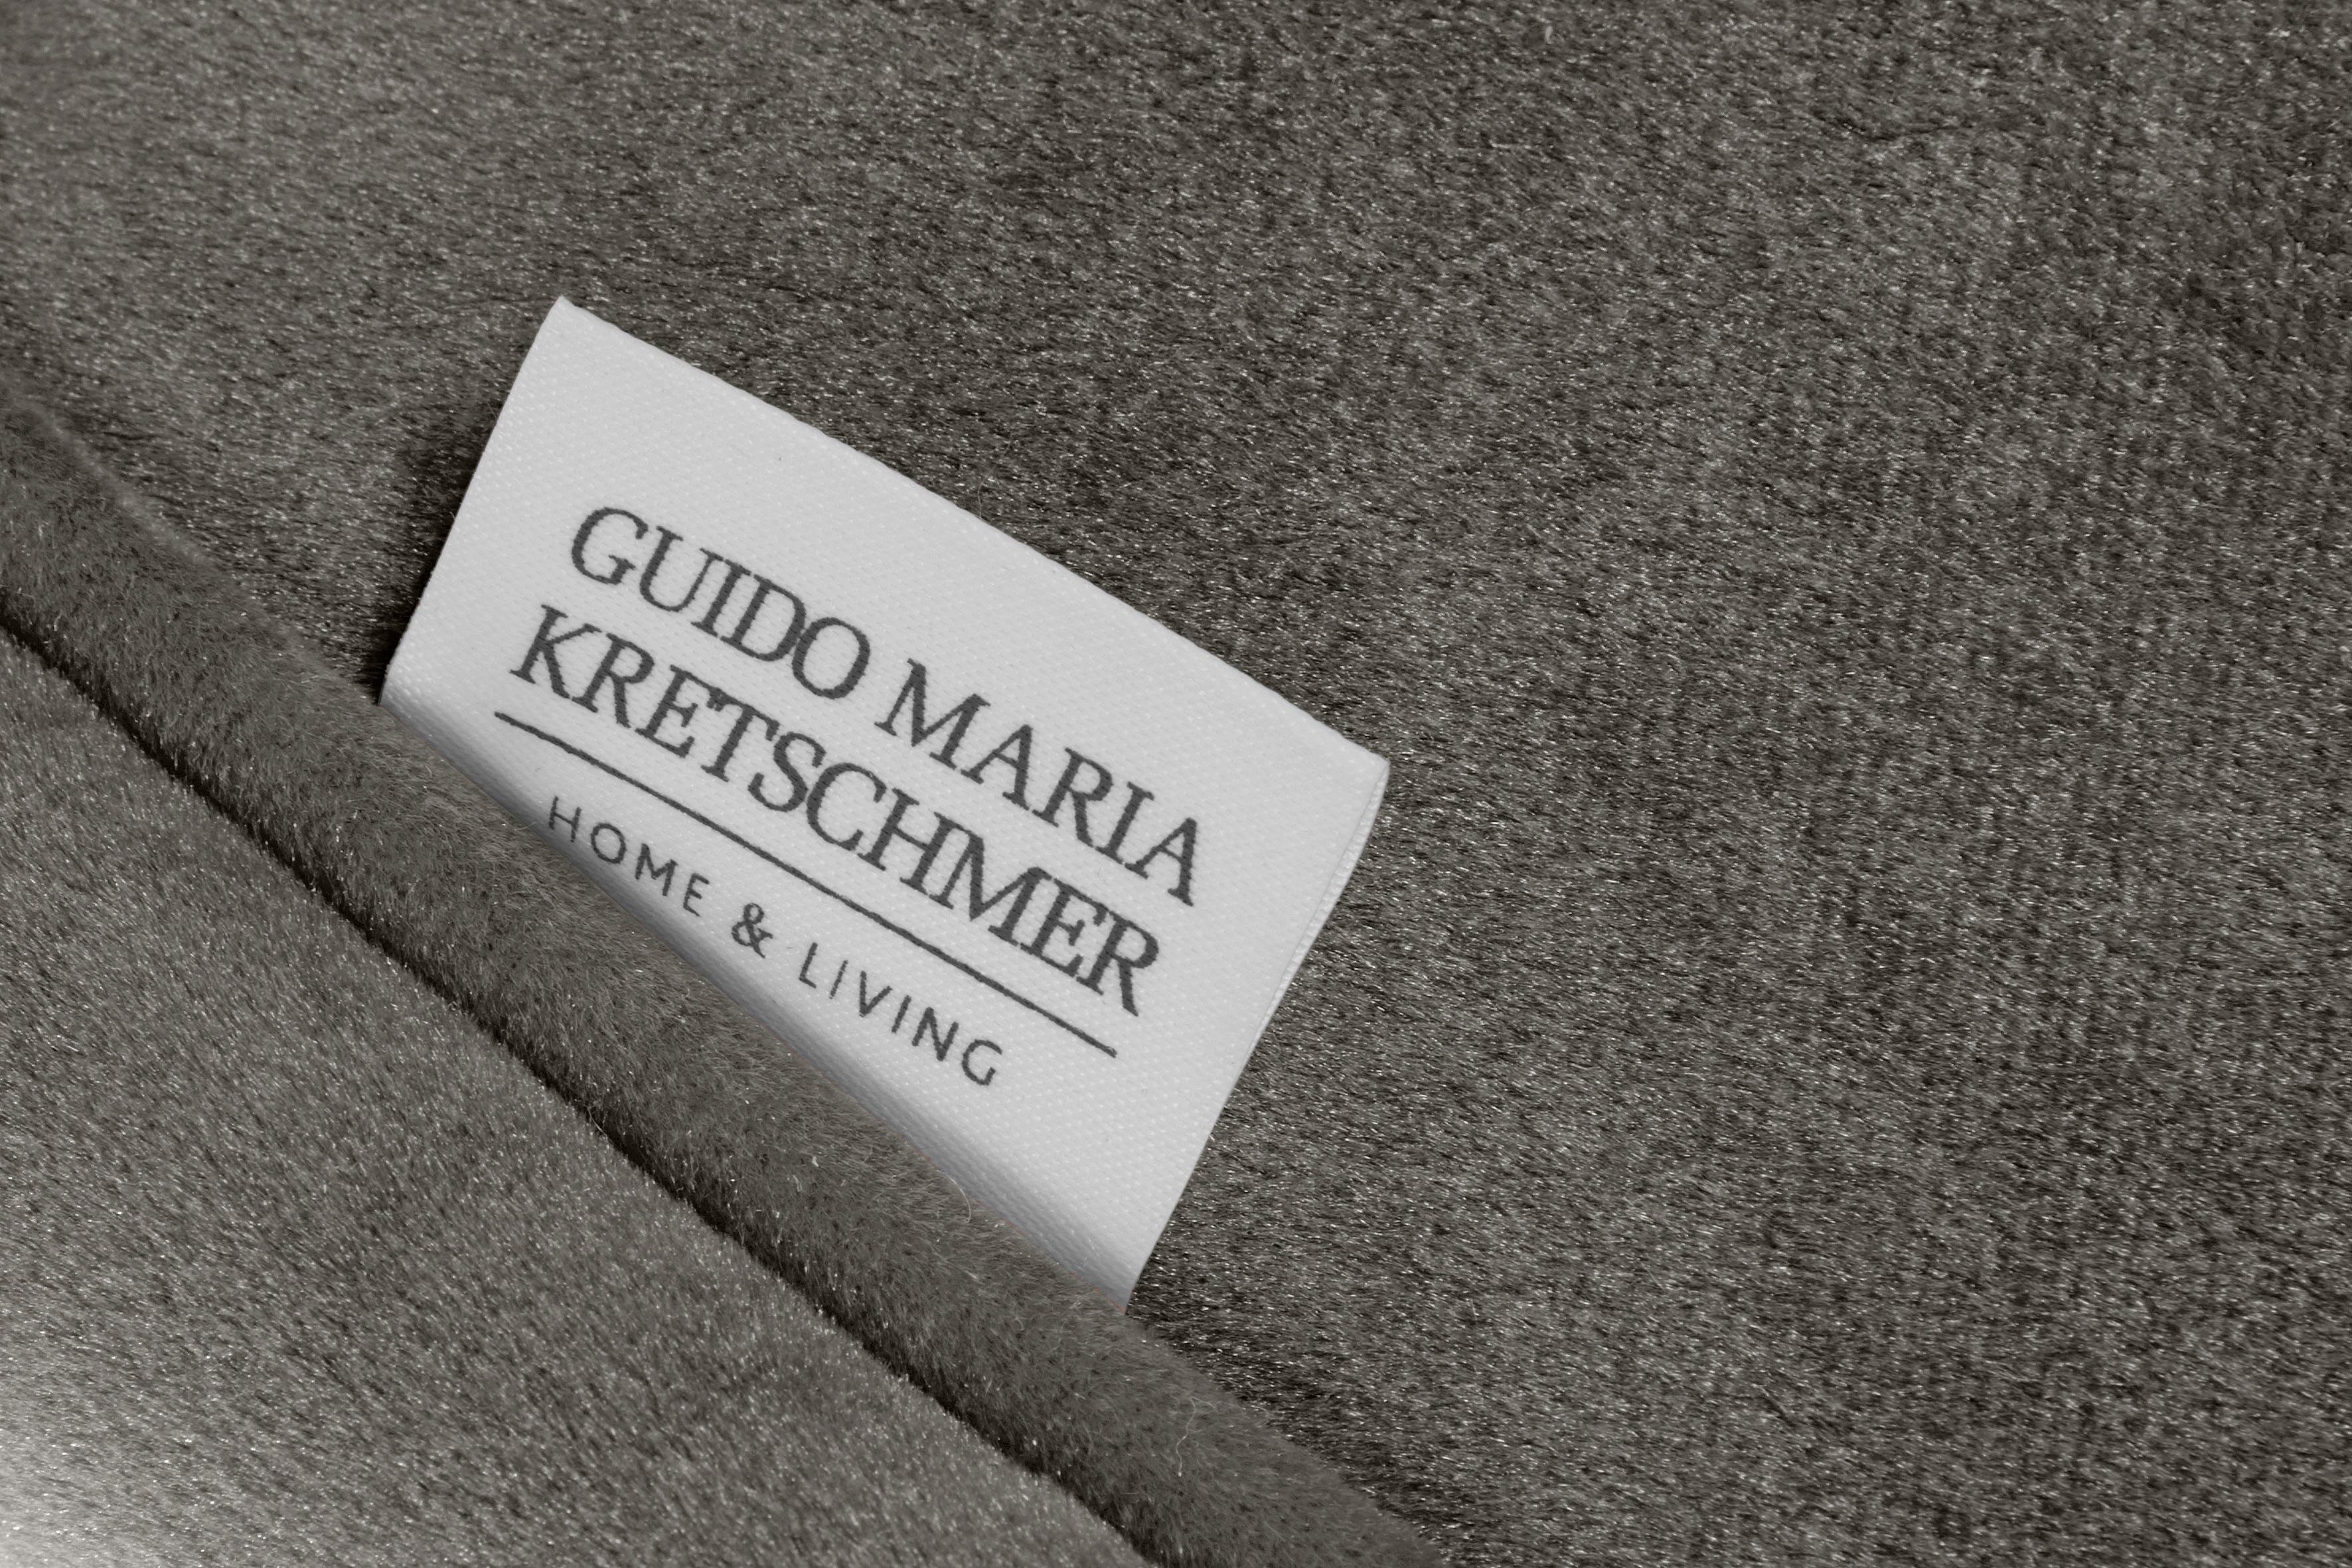 GUIDO MARIA
KRETSCHMER
HOME & LIVING